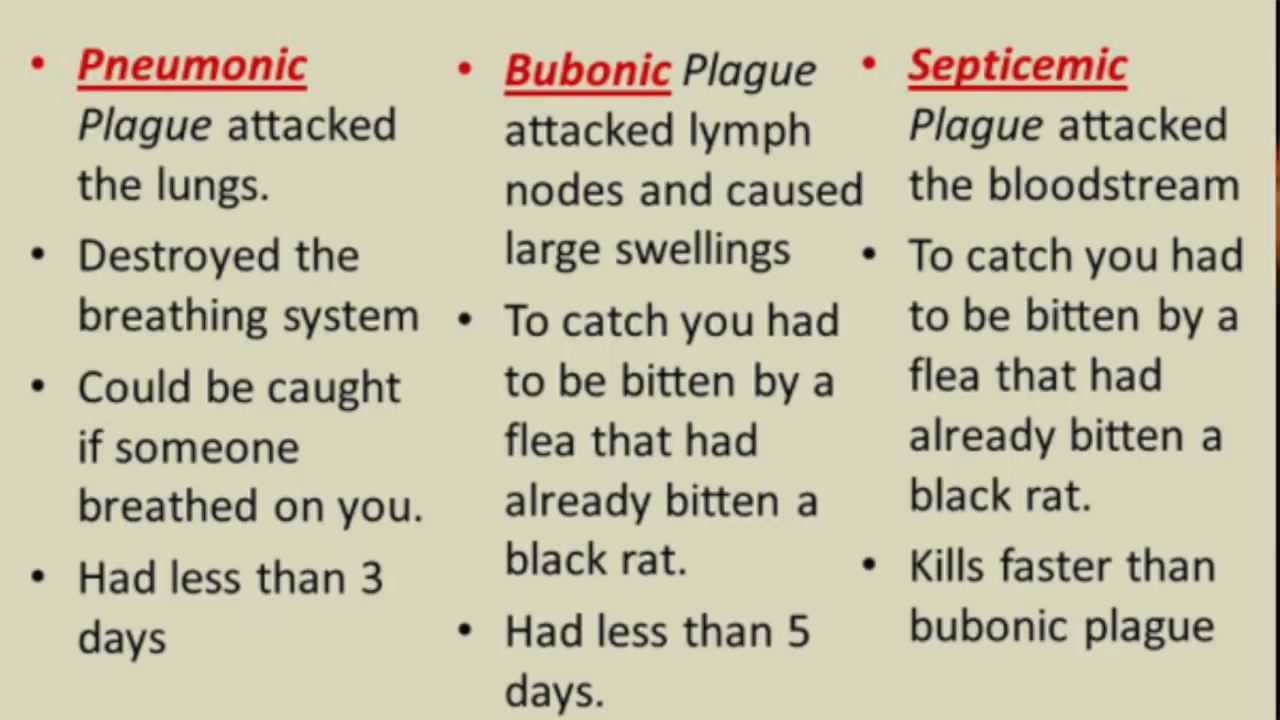 • Pneumonic
Plague attacked
the lungs.
• Destroyed the
breathing system
• Could be caught
if someone
breathed on you.
• Had less than 3
days
• Bubonic Plague
attacked lymph
nodes and caused
large swellings
• To catch you had
to be bitten by a
flea that had
already bitten a
black rat.
• Had less than 5
days.
• Septicemic
Plague attacked
the bloodstream
• To catch you had
to be bitten by a
flea that had
already bitten a
black rat.
• Kills faster than
bubonic plague